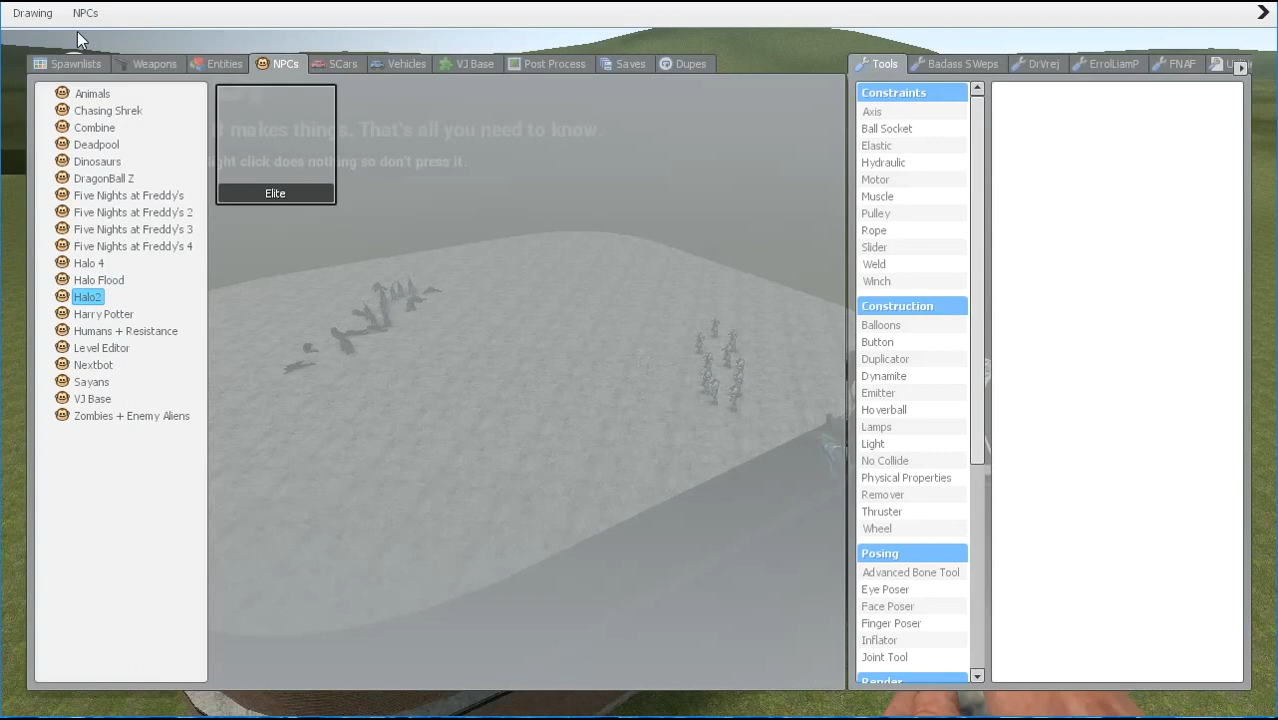 Drawing NPCs
Spawnlists Weapons Entities NPCs SCars Vehicles VJ Base Post Process Saves Dupes
Tools Badass SWeps DrVrej ErrolLiamP FNAF
Animals
Chasing Shrek
Combine
Deadpool
Dinosaurs
DragonBall Z
Five Nights at Freddy's
Five Nights at Freddy's 2
Five Nights at Freddy's 3
Five Nights at Freddy's 4
Halo 4
Halo Flood
Halo2
Harry Potter
Humans + Resistance
Level Editor
Nextbot
Sayans
VJ Base
Zombies + Enemy Aliens
makes things. That's all you need to know.
click does nothing so don't press it.
Elite
Constraints
Axis
Ball Socket
Elastic
Hydraulic
Motor
Muscle
Pulley
Rope
Slider
Weld
Winch
Construction
Balloons
Button
Duplicator
Dynamite
Emitter
Hoverball
Lamps
Light
No Collide
Physical Properties
Remover
Thruster
Wheel
Posing
Advanced Bone Tool
Eye Poser
Face Poser
Finger Poser
Inflator
Joint Tool
Render